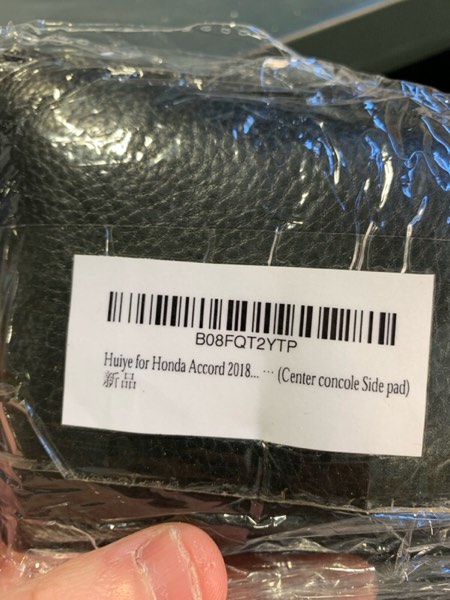 B08FQT2YTP
Huiye for Honda Accord 2018... ··· (Center concole Side pad)
新品